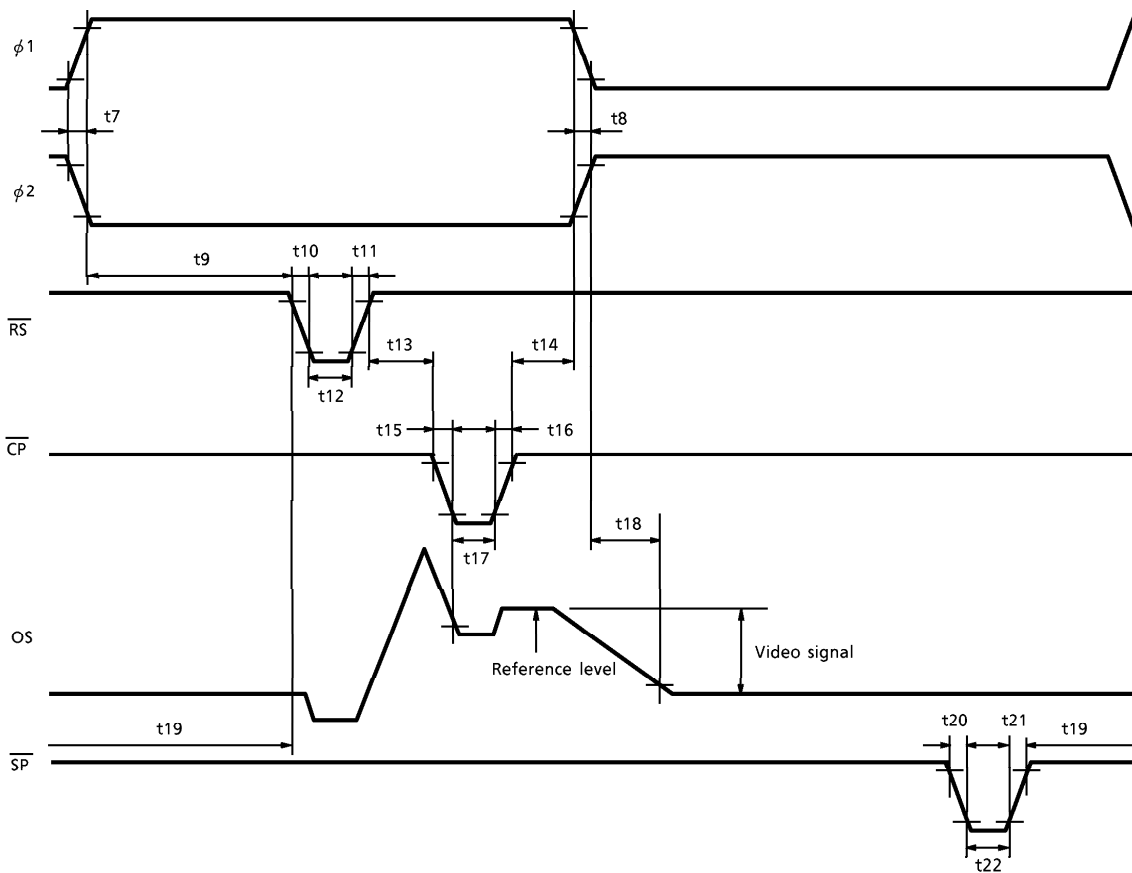 φ1
t7
t8
φ2
t9
t10
t11
RS
t13
t14
t12
t15
t16
CP
t18
t17
OS
Reference level
Video signal
t19
t20
t21
t19
SP
t22